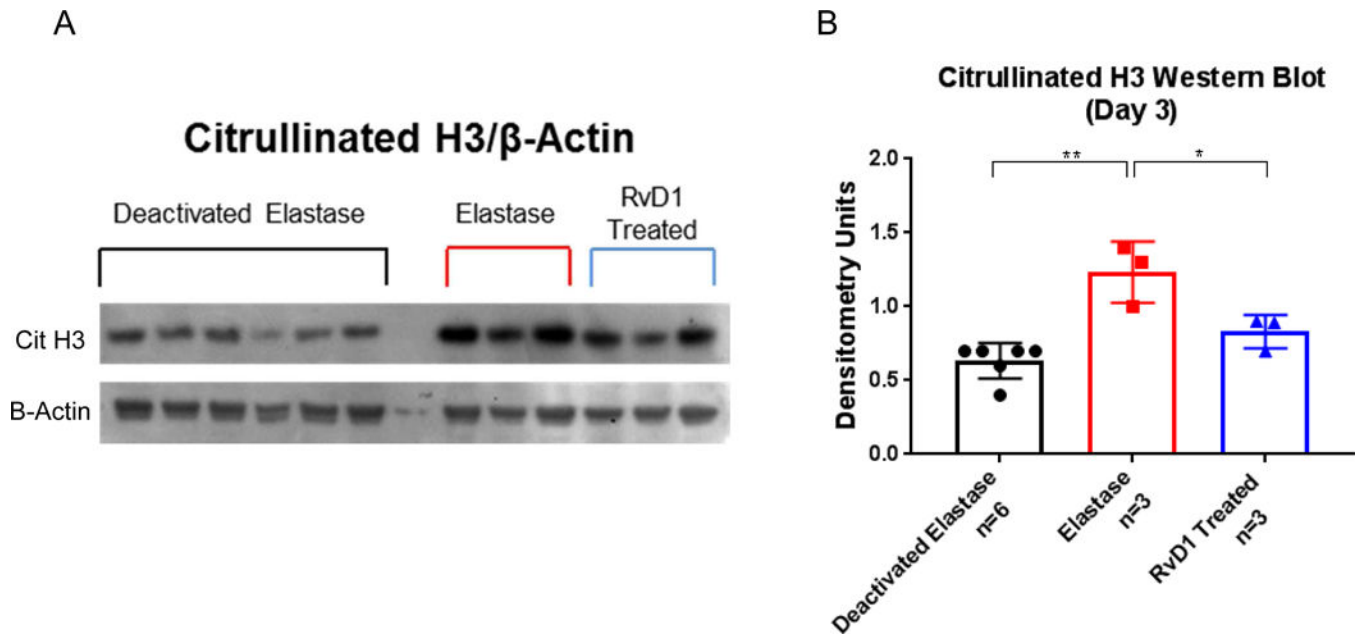 A
Citrullinated H3/β-Actin
Deactivated Elastase
Elastase
RvD1
Treated
Cit H3
B-Actin
B
Citrullinated H3 Western Blot
(Day 3)
** *
2.0
1.5
1.0
0.5
0.0
Densitometry Units
Deactivated Elastase
n=6
Elastase
n=3
RvD1 Treated
n=3